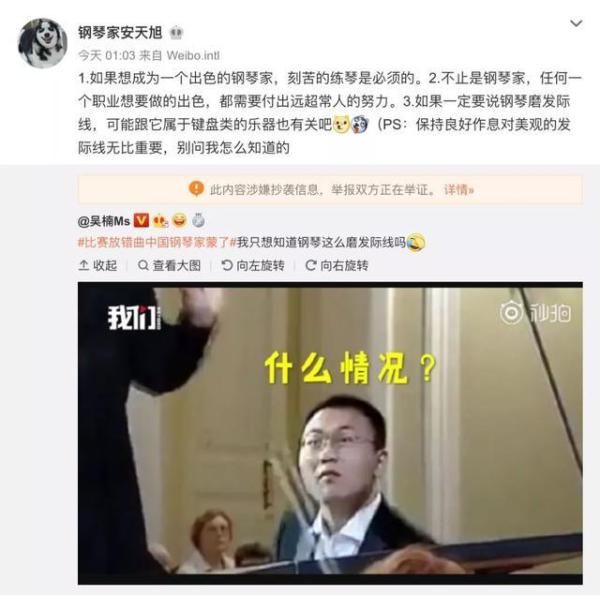 钢琴家安天旭
今天 01:03 来自 Weibo.intl
1.如果想成为一个出色的钢琴家，刻苦的练琴是必须的。2.不止是钢琴家，任何一
个职业想要做的出色，都需要付出远超常人的努力。3.如果一定要说钢琴磨发际
线，可能跟它属于键盘类的乐器也有关吧（PS：保持良好作息对美观的发
际线无比重要，别问我怎么知道的
此内容涉嫌抄袭信息，举报双方正在举证。 详情»
@吴楠Ms
#比赛放错曲中国钢琴家蒙了#我只想知道钢琴这么磨发际线吗
收起 查看大图 向左旋转 向右旋转
我们 秒拍
什么情况？